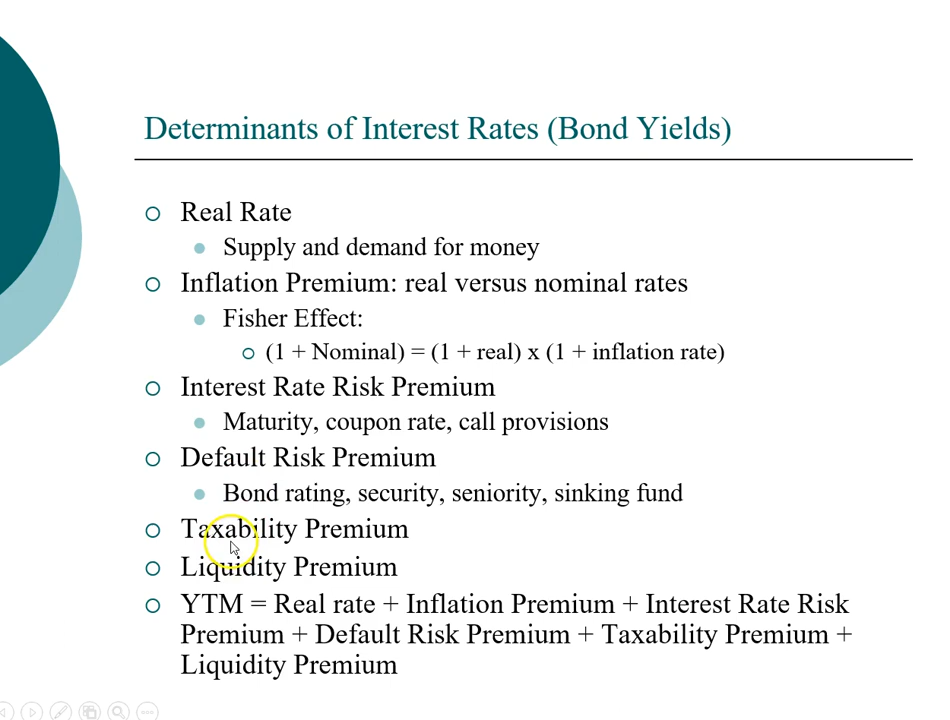 Determinants of Interest Rates (Bond Yields)
Real Rate
Supply and demand for money
Inflation Premium: real versus nominal rates
Fisher Effect:
(1 + Nominal) = (1 + real) x (1 + inflation rate)
Interest Rate Risk Premium
Maturity, coupon rate, call provisions
Default Risk Premium
Bond rating, security, seniority, sinking fund
Taxability Premium
Liquidity Premium
YTM = Real rate + Inflation Premium + Interest Rate Risk
Premium + Default Risk Premium + Taxability Premium +
Liquidity Premium